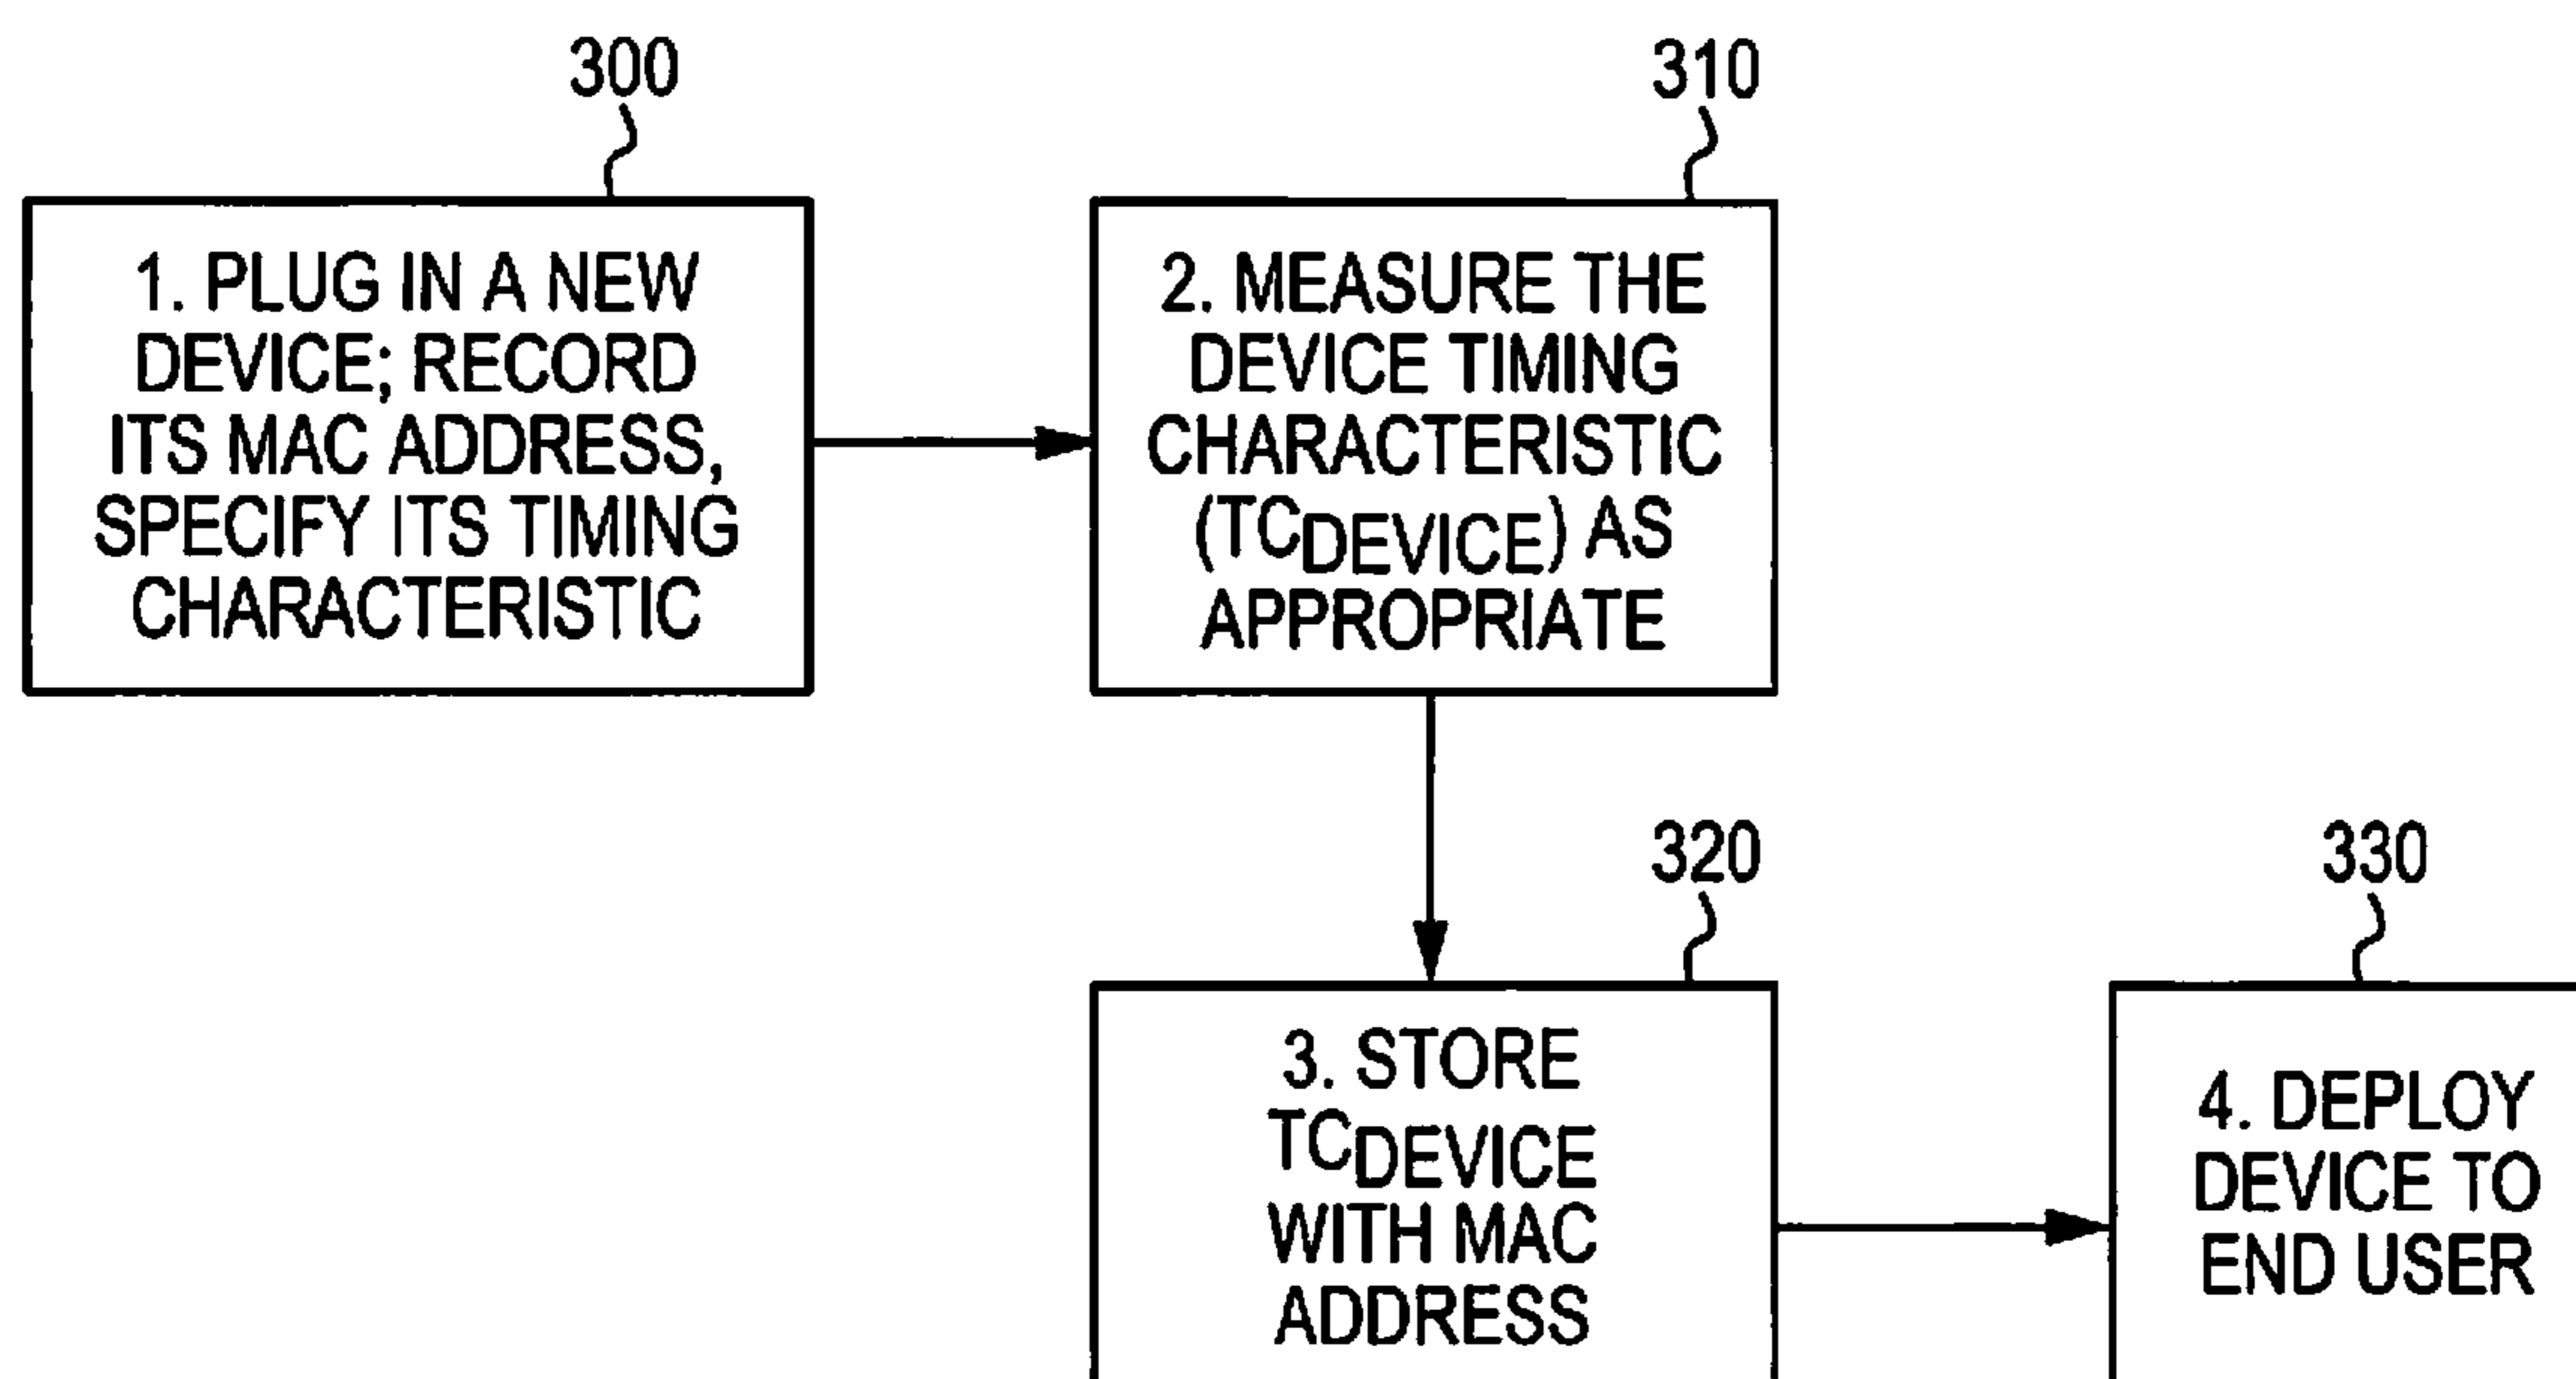 300
1. PLUG IN A NEW
DEVICE; RECORD
ITS MAC ADDRESS,
SPECIFY ITS TIMING
CHARACTERISTIC
310
2. MEASURE THE
DEVICE TIMING
CHARACTERISTIC
(TCDEVICE) AS
APPROPRIATE
320
3. STORE
TCDEVICE
WITH MAC
ADDRESS
330
4. DEPLOY
DEVICE TO
END USER